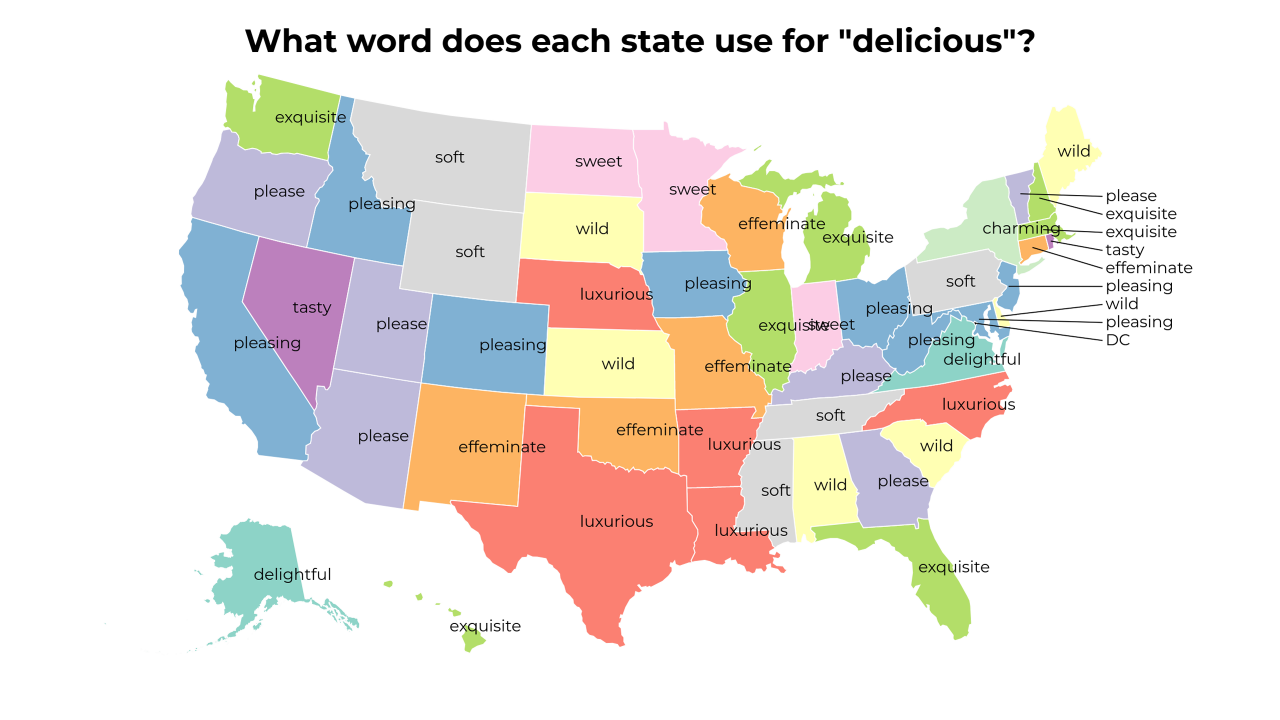 What word does each state use for "delicious"?
exquisite
soft
sweet
wild
sweet
please
pleasing
please
effeminate
exquisite
exquisite
charming
exquisite
wild
tasty
soft
effeminate
luxurious
pleasing
soft
pleasing
tasty
pleasing
wild
please
exquisite
sweet
pleasing
pleasing
pleasing
DC
pleasing
delightful
wild
effeminate
please
luxurious
soft
effeminate
please
effeminate
luxurious
wild
please
soft
wild
luxurious
luxurious
exquisite
delightful
exquisite